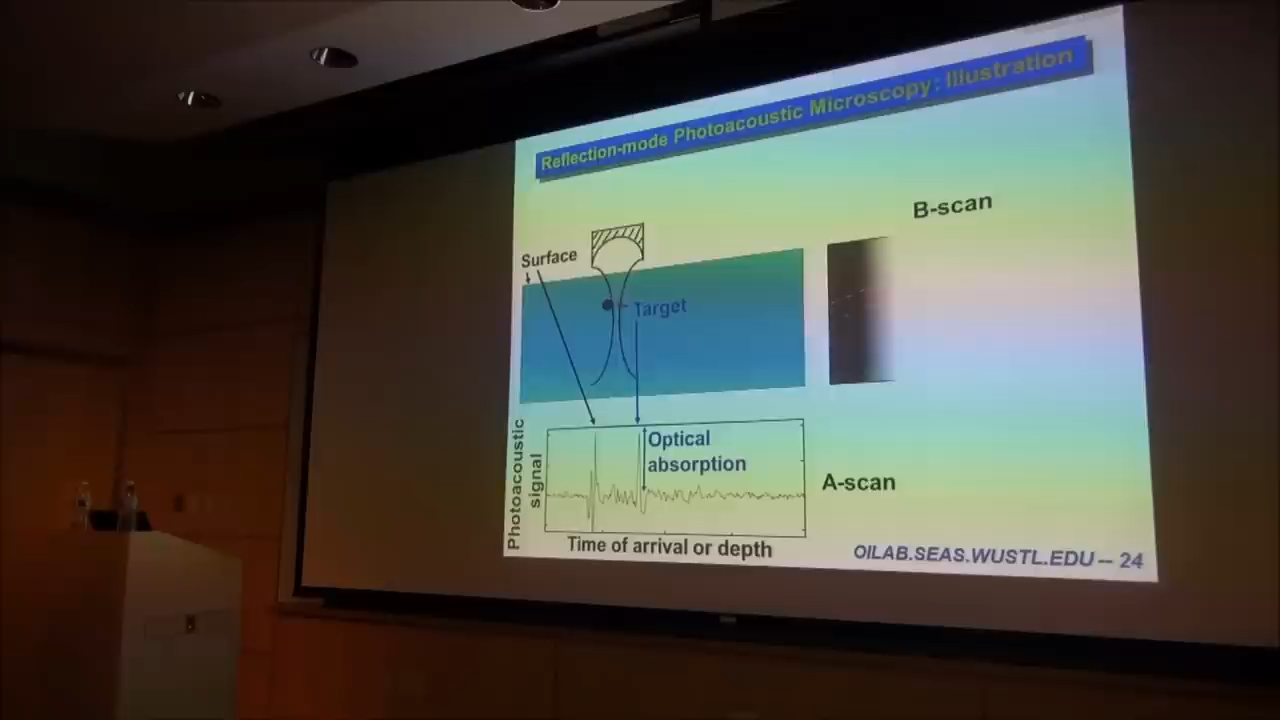 Reflection-mode Photoacoustic Microscopy: Illustration
B-scan
Surface
Target
Photoacoustic
signal
Optical
absorption
A-scan
Time of arrival or depth
OILAB.SEAS.WUSTL.EDU -- 24